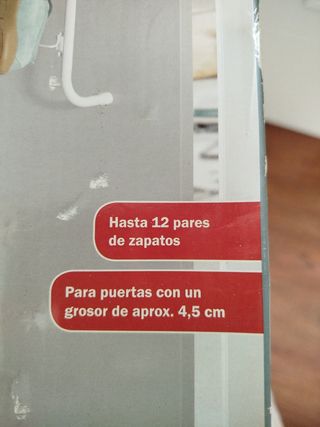 Hasta 12 pares
de zapatos
Para puertas con un
grosor de aprox. 4,5 cm